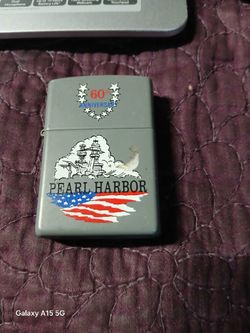 60th
ANNIVERSARY
PEARL HARBOR
Galaxy A15 5G